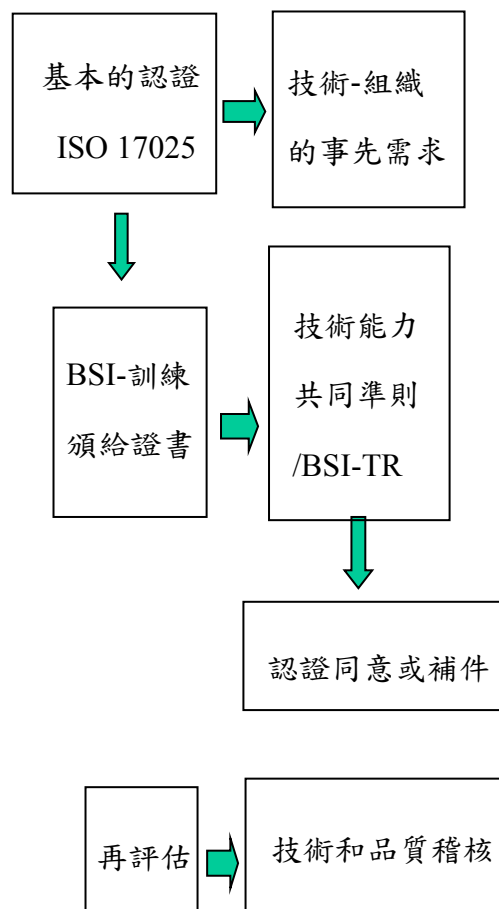 基本的認證
ISO 17025
技術-組織
的事先需求
BSI-訓練
頒給證書
技術能力
共同準則
/BSI-TR
認證同意或補件
再評估
技術和品質稽核